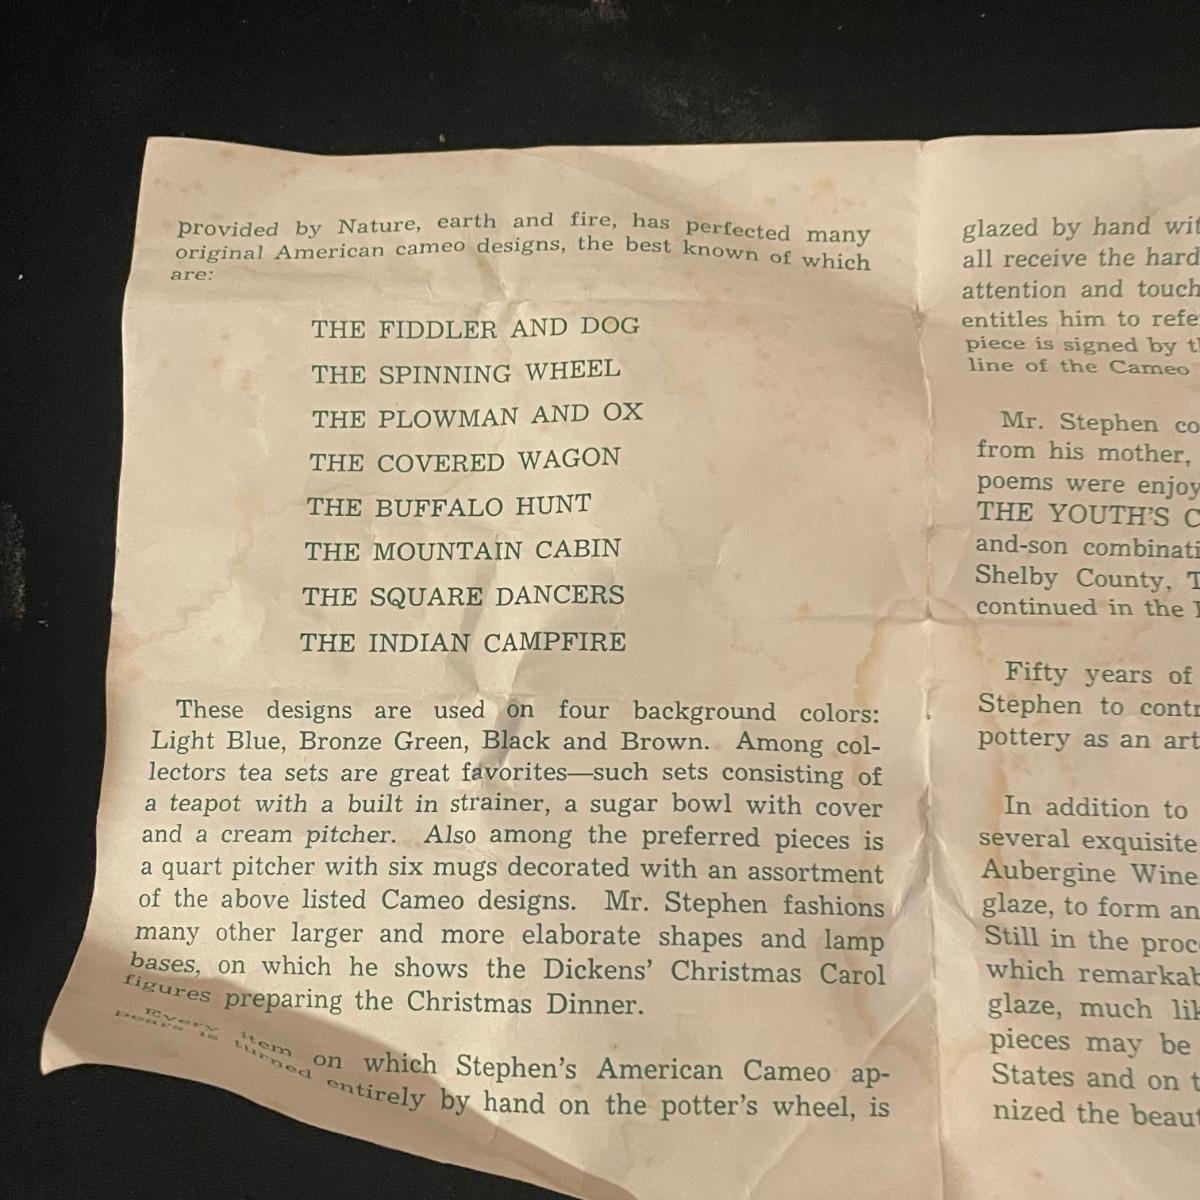 provided by Nature, earth and fire, has perfected many
original American cameo designs, the best known of which
are:
THE FIDDLER AND DOG
THE SPINNING WHEEL
THE PLOWMAN AND OX
THE COVERED WAGON
THE BUFFALO HUNT
THE MOUNTAIN CABIN
THE SQUARE DANCERS
THE INDIAN CAMPFIRE
These designs are used on four background colors:
Light Blue, Bronze Green, Black and Brown. Among col-
lectors tea sets are great favorites—such sets consisting of
a teapot with a built in strainer, a sugar bowl with cover
and a cream pitcher. Also among the preferred pieces is
a quart pitcher with six mugs decorated with an assortment
of the above listed Cameo designs. Mr. Stephen fashions
many other larger and more elaborate shapes and lamp
bases, on which he shows the Dickens' Christmas Carol
figures preparing the Christmas Dinner.
Every item on which Stephen's American Cameo ap-
pears is turned entirely by hand on the potter's wheel, is
glazed by hand
all receive the hard
attention and touch
entitles him to
piece is signed by
line of the Cameo
Mr. Stephen
from his mother,
poems were
THE YOUTH'S
and-son
Shelby County,
continued in the
Fifty years of
Stephen to
pottery as an art
In addition to
several exquisite
Aubergine Wine
glaze, to form an
Still in the
which
glaze, much
pieces may be
States and on
nized the